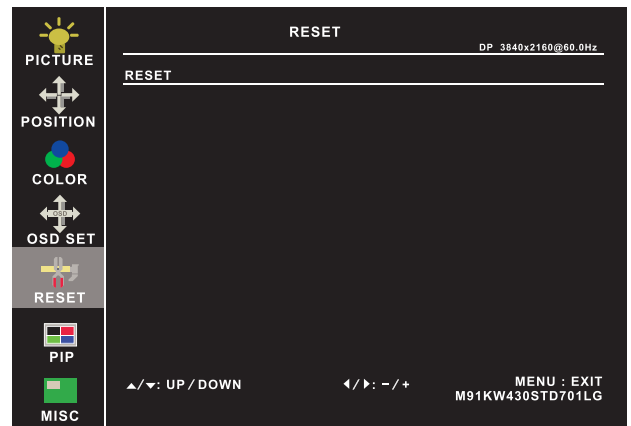 PICTURE
POSITION
COLOR
OSD
OSD SET
RESET
PIP
MISC
RESET
DP 3840x2160@60.0Hz
RESET
▲/▼: UP / DOWN
◀/▶: − / +
MENU : EXIT
M91KW430STD701LG